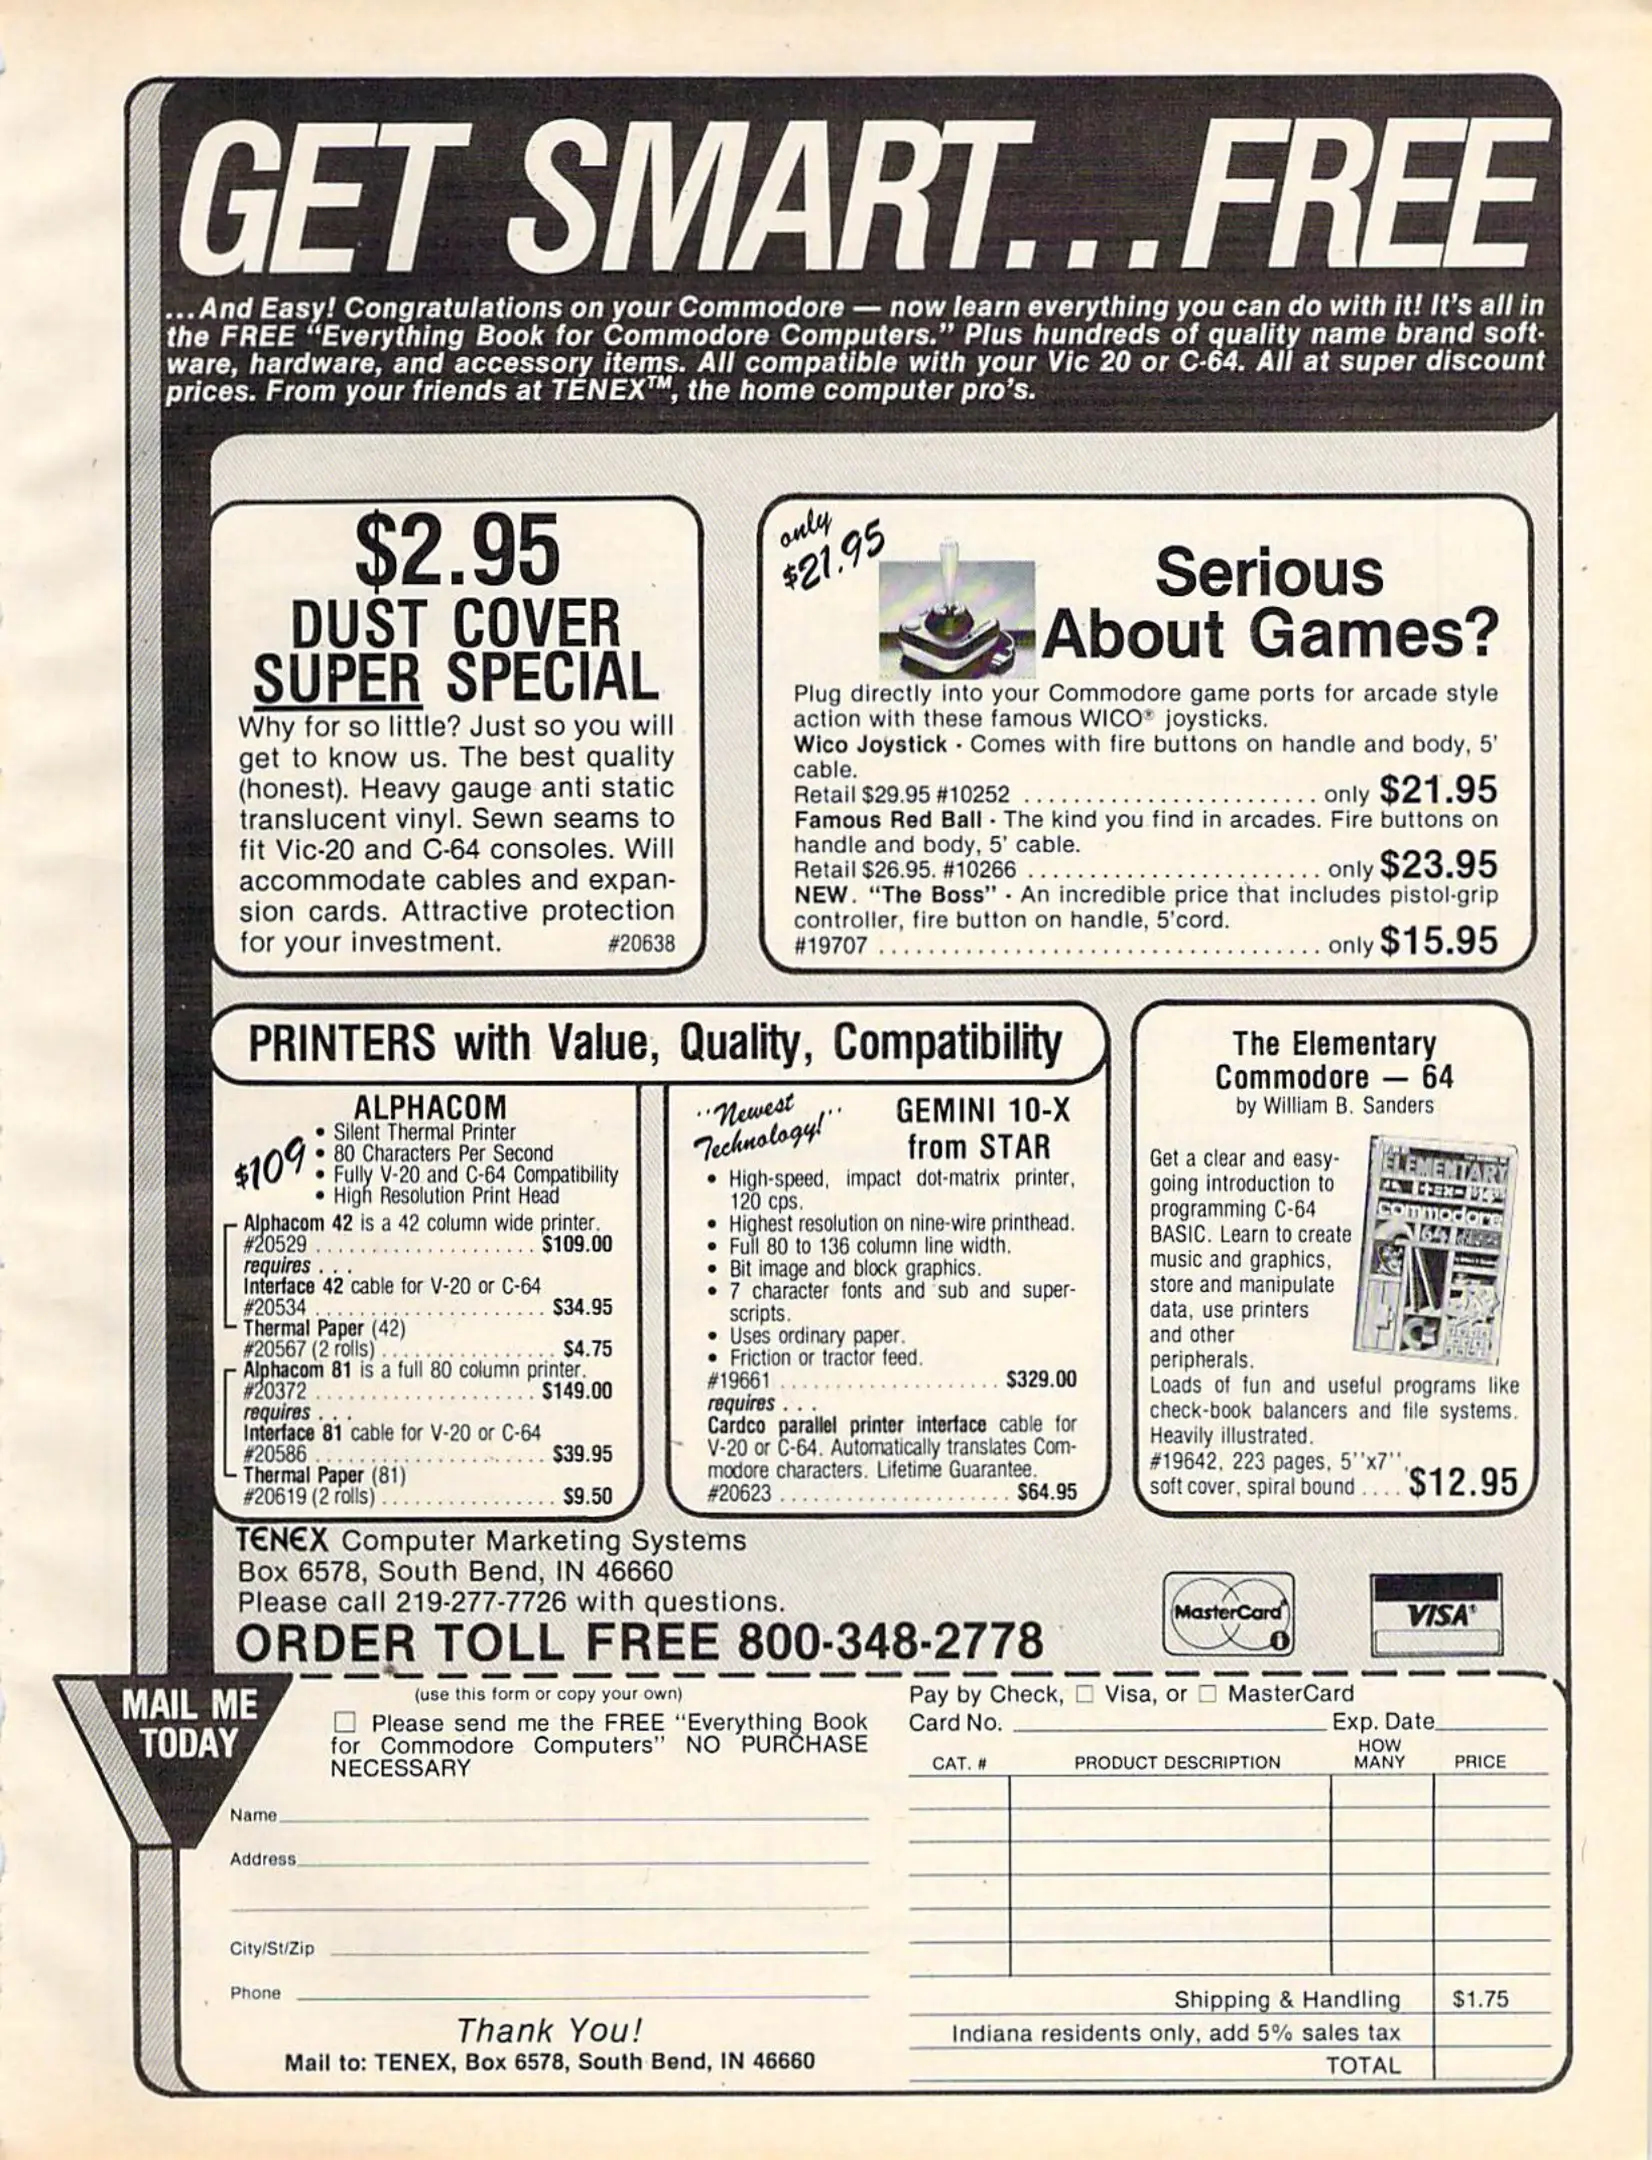 GET SMART...FREE
...And Easy! Congratulations on your Commodore — now learn everything you can do with it! It's all in
the FREE "Everything Book for Commodore Computers." Plus hundreds of quality name brand soft-
ware, hardware, and accessory items. All compatible with your Vic 20 or C-64. All at super discount
prices. From your friends at TENEX™, the home computer pro's.
$2.95
DUST COVER
SUPER SPECIAL
Why for so little? Just so you will
get to know us. The best quality
(honest). Heavy gauge anti static
translucent vinyl. Sewn seams to
fit Vic-20 and C-64 consoles. Will
accommodate cables and expan-
sion cards. Attractive protection
for your investment. #20638
only
$21.95
Serious
About Games?
Plug directly into your Commodore game ports for arcade style
action with these famous WICO® joysticks.
Wico Joystick - Comes with fire buttons on handle and body, 5'
cable.
Retail $29.95 #10252 ........................ only $21.95
Famous Red Ball - The kind you find in arcades. Fire buttons on
handle and body, 5' cable.
Retail $26.95. #10266 ........................ only $23.95
NEW. "The Boss" - An incredible price that includes pistol-grip
controller, fire button on handle, 5'cord.
#19707 .................................... only $15.95
PRINTERS with Value, Quality, Compatibility
ALPHACOM
$109
• Silent Thermal Printer
• 80 Characters Per Second
• Fully V-20 and C-64 Compatibility
• High Resolution Print Head
Alphacom 42 is a 42 column wide printer.
#20529 ..................... $109.00
requires . . .
Interface 42 cable for V-20 or C-64
#20534 ...................... $34.95
Thermal Paper (42)
#20567 (2 rolls) ................. $4.75
Alphacom 81 is a full 80 column printer.
#20372 ..................... $149.00
requires . . .
Interface 81 cable for V-20 or C-64
#20586 ...................... $39.95
Thermal Paper (81)
#20619 (2 rolls) ................. $9.50
"Newest
Technology!"
GEMINI 10-X
from STAR
• High-speed, impact dot-matrix printer,
120 cps.
• Highest resolution on nine-wire printhead.
• Full 80 to 136 column line width.
• Bit image and block graphics.
• 7 character fonts and sub and super-
scripts.
• Uses ordinary paper.
• Friction or tractor feed.
#19661 ..................... $329.00
requires . . .
Cardco parallel printer interface cable for
V-20 or C-64. Automatically translates Com-
modore characters. Lifetime Guarantee.
#20623 ...................... $64.95
The Elementary
Commodore — 64
by William B. Sanders
Get a clear and easy-
going introduction to
programming C-64
BASIC. Learn to create
music and graphics,
store and manipulate
data, use printers
and other
peripherals.
Loads of fun and useful programs like
check-book balancers and file systems.
Heavily illustrated.
#19642, 223 pages, 5"x7",
soft cover, spiral bound .... $12.95
ELEMENTARY
commodore
64
TENEX Computer Marketing Systems
Box 6578, South Bend, IN 46660
Please call 219-277-7726 with questions.
ORDER TOLL FREE 800-348-2778
MasterCard
VISA
MAIL ME
TODAY
(use this form or copy your own)
□ Please send me the FREE "Everything Book
for Commodore Computers" NO PURCHASE
NECESSARY
Name
Address
City/St/Zip
Phone
Thank You!
Mail to: TENEX, Box 6578, South Bend, IN 46660
Pay by Check, □ Visa, or □ MasterCard
Card No. Exp. Date
CAT. # PRODUCT DESCRIPTION HOW MANY PRICE
Shipping & Handling $1.75
Indiana residents only, add 5% sales tax
TOTAL